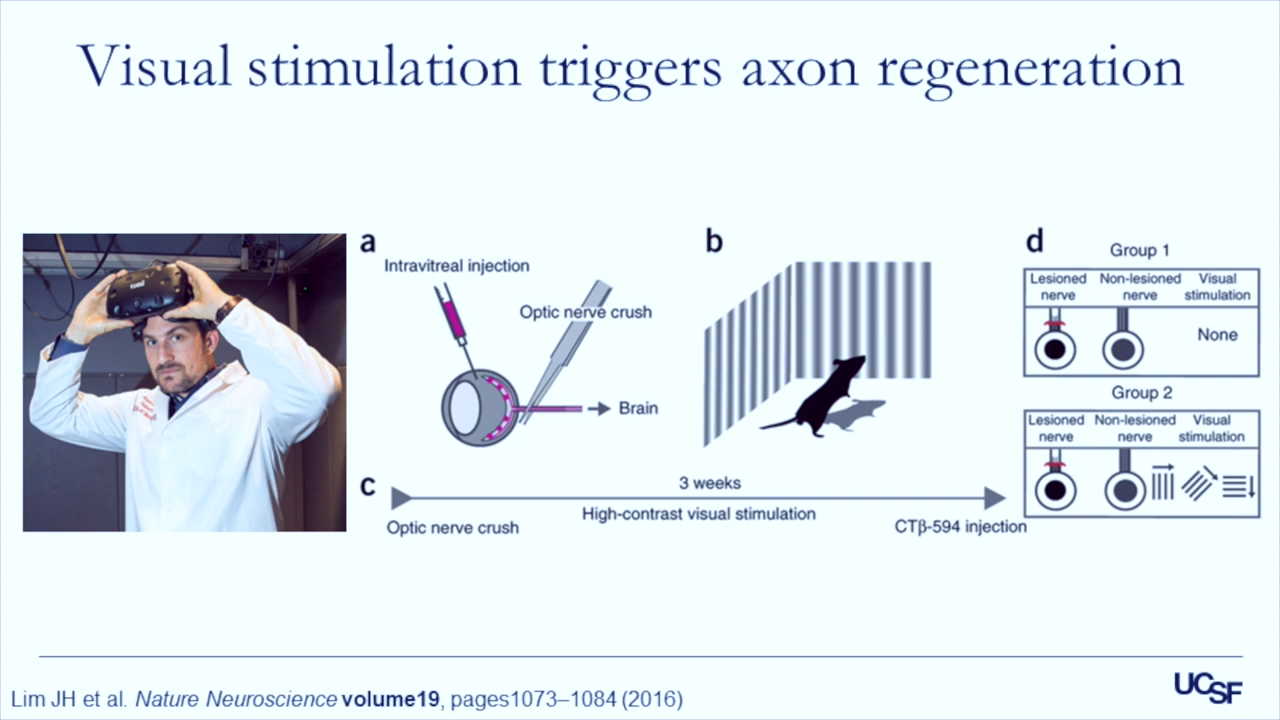 Visual stimulation triggers axon regeneration
a
Intravitreal injection
Optic nerve crush
Brain
b
c
3 weeks
Optic nerve crush
High-contrast visual stimulation
CTβ-594 injection
d
Group 1
Lesioned nerve
Non-lesioned nerve
Visual stimulation
None
Group 2
Lesioned nerve
Non-lesioned nerve
Visual stimulation
Lim JH et al. Nature Neuroscience volume19, pages1073–1084 (2016)
UCSF